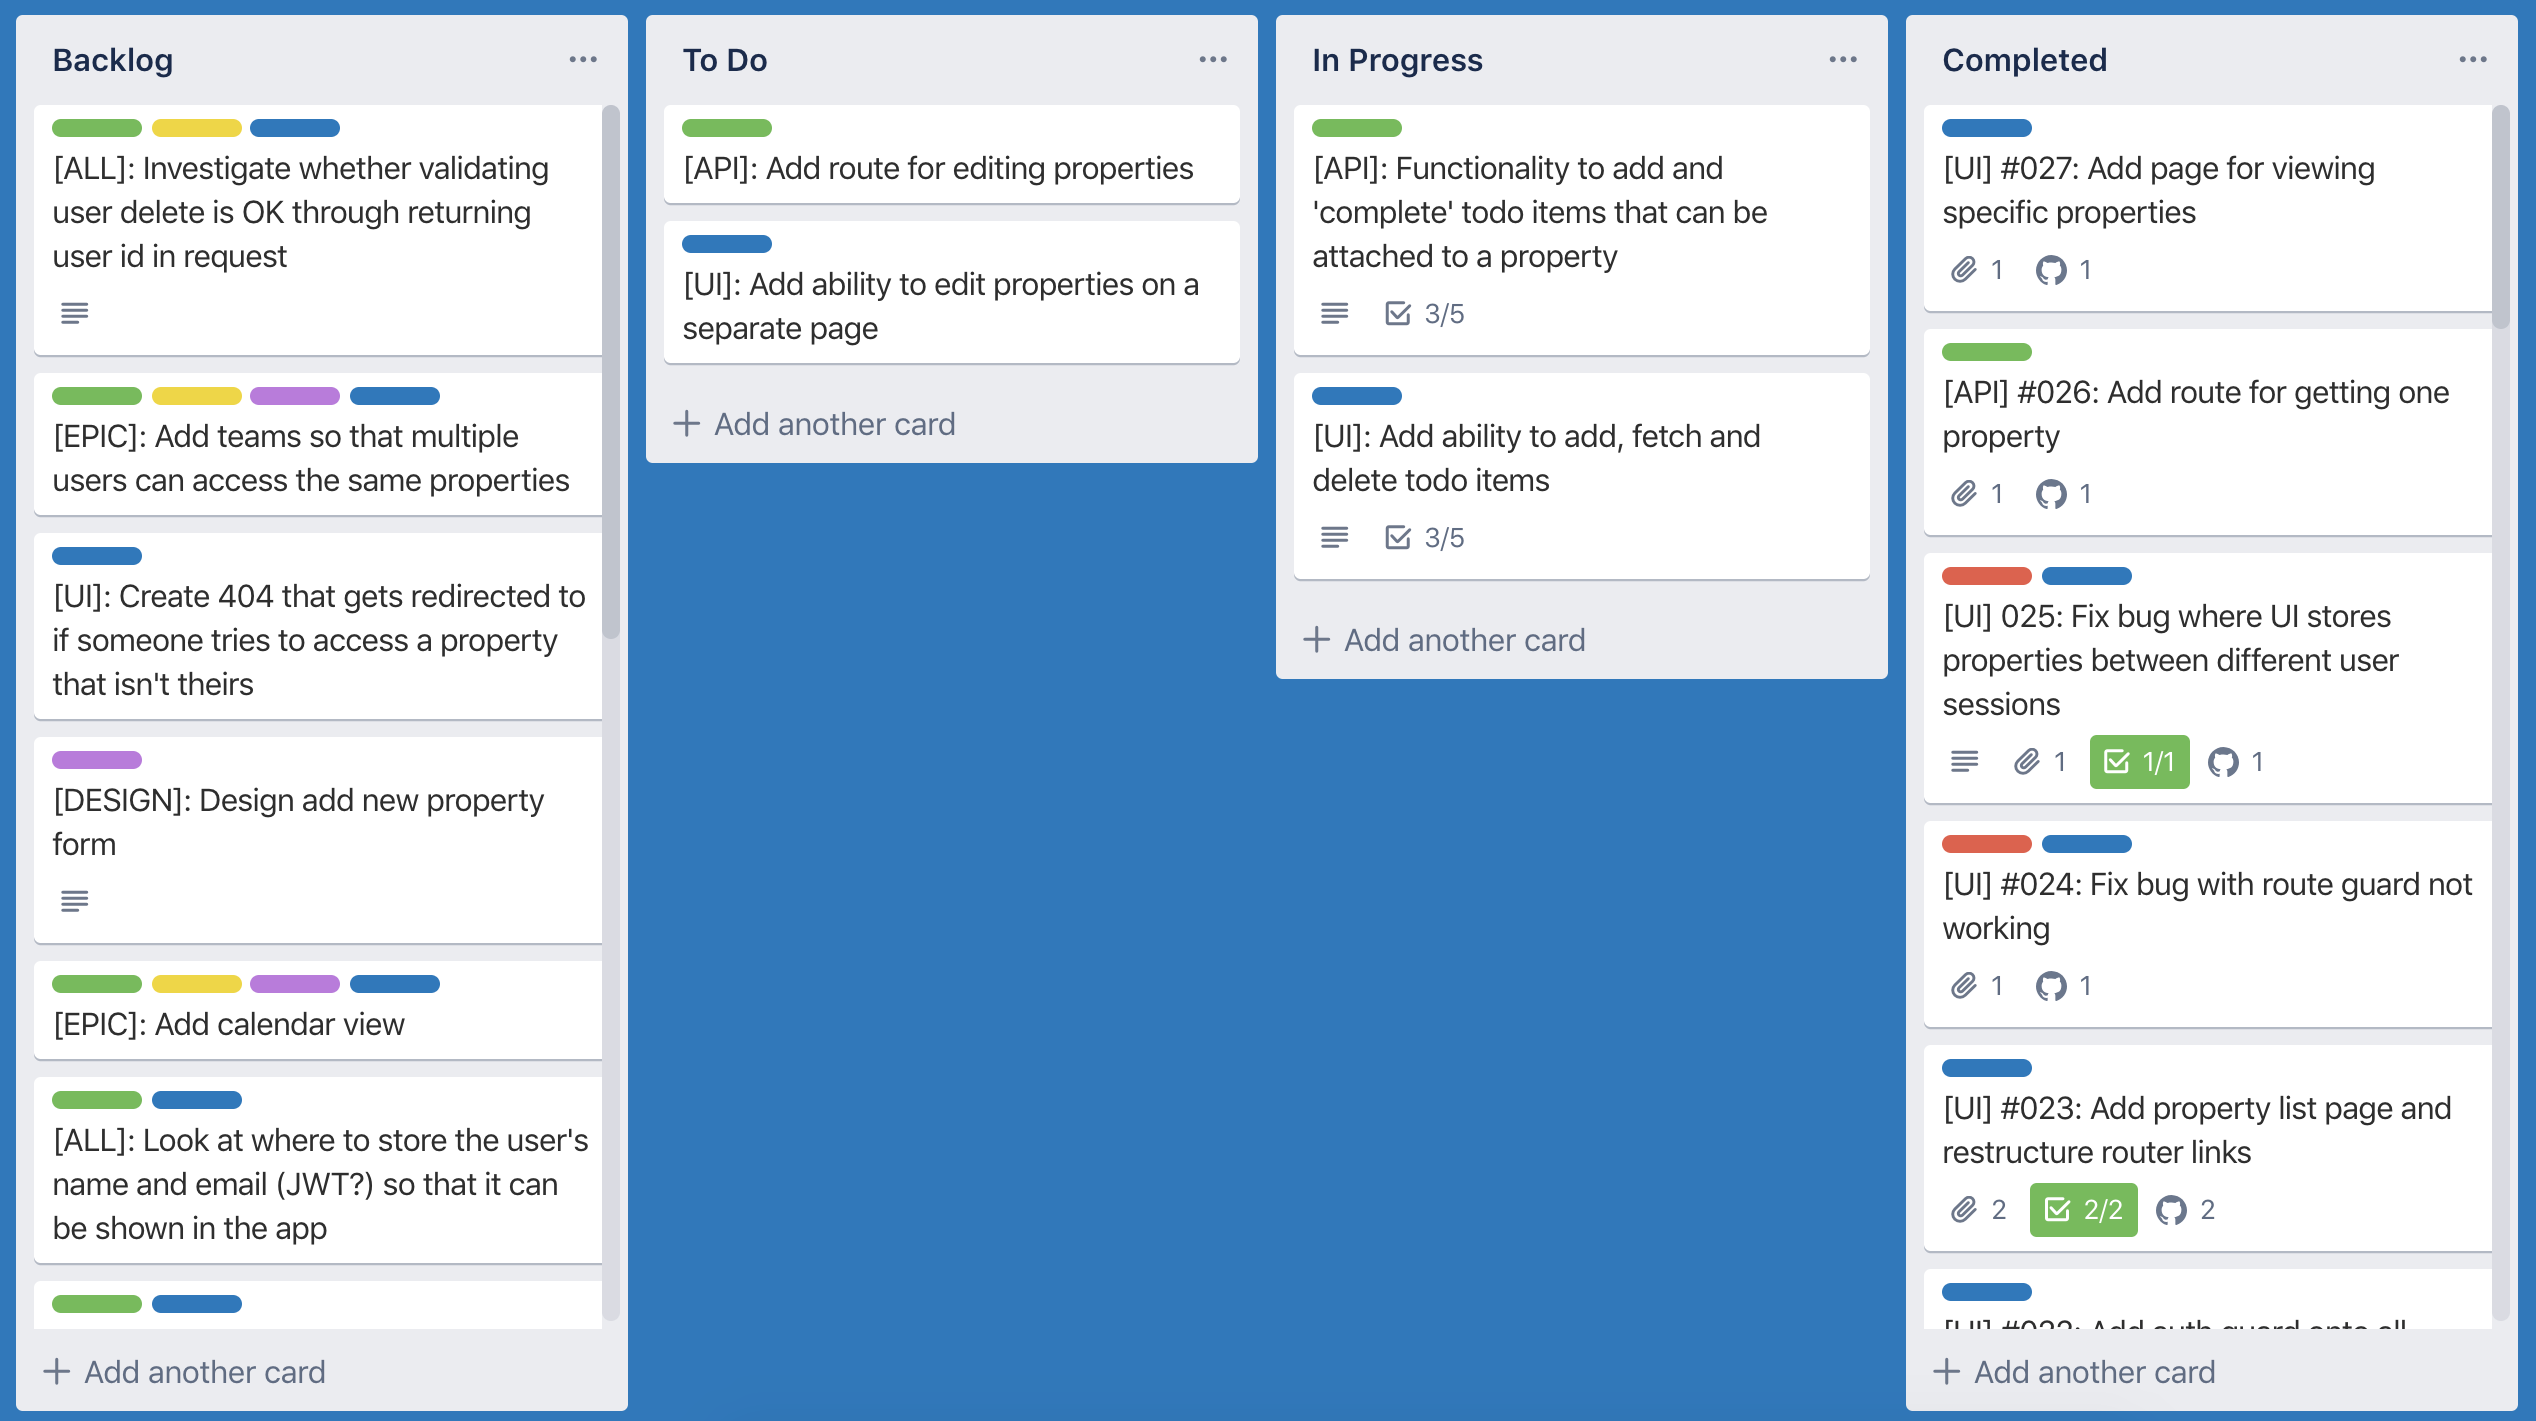 Backlog
[ALL]: Investigate whether validating
user delete is OK through returning
user id in request
[EPIC]: Add teams so that multiple
users can access the same properties
[UI]: Create 404 that gets redirected to
if someone tries to access a property
that isn't theirs
[DESIGN]: Design add new property
form
[EPIC]: Add calendar view
[ALL]: Look at where to store the user's
name and email (JWT?) so that it can
be shown in the app
Add another card
To Do
[API]: Add route for editing properties
[UI]: Add ability to edit properties on a
separate page
Add another card
In Progress
[API]: Functionality to add and
'complete' todo items that can be
attached to a property
3/5
[UI]: Add ability to add, fetch and
delete todo items
3/5
Add another card
Completed
[UI] #027: Add page for viewing
specific properties
1 1
[API] #026: Add route for getting one
property
1 1
[UI] 025: Fix bug where UI stores
properties between different user
sessions
1 1/1 1
[UI] #024: Fix bug with route guard not
working
1 1
[UI] #023: Add property list page and
restructure router links
2 2/2 2
[UI] #022: Add auth guard onto all
Add another card